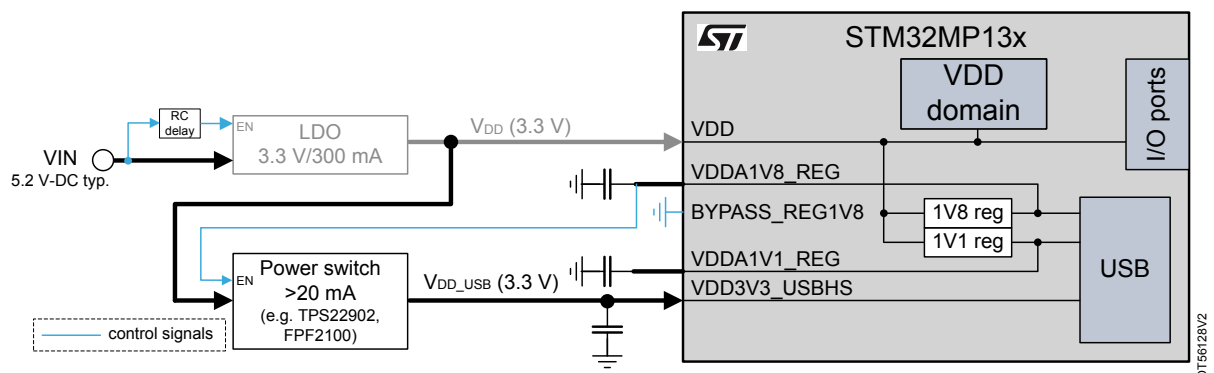 STM32MP13x
VDD
domain
I/O ports
RC
delay
EN
LDO
3.3 V/300 mA
VDD (3.3 V)
VDD
VIN
5.2 V-DC typ.
VDDA1V8_REG
BYPASS_REG1V8
1V8 reg
1V1 reg
VDDA1V1_REG
USB
EN
Power switch
>20 mA
(e.g. TPS22902,
FPF2100)
VDD_USB (3.3 V)
VDD3V3_USBHS
control signals
DT56128V2